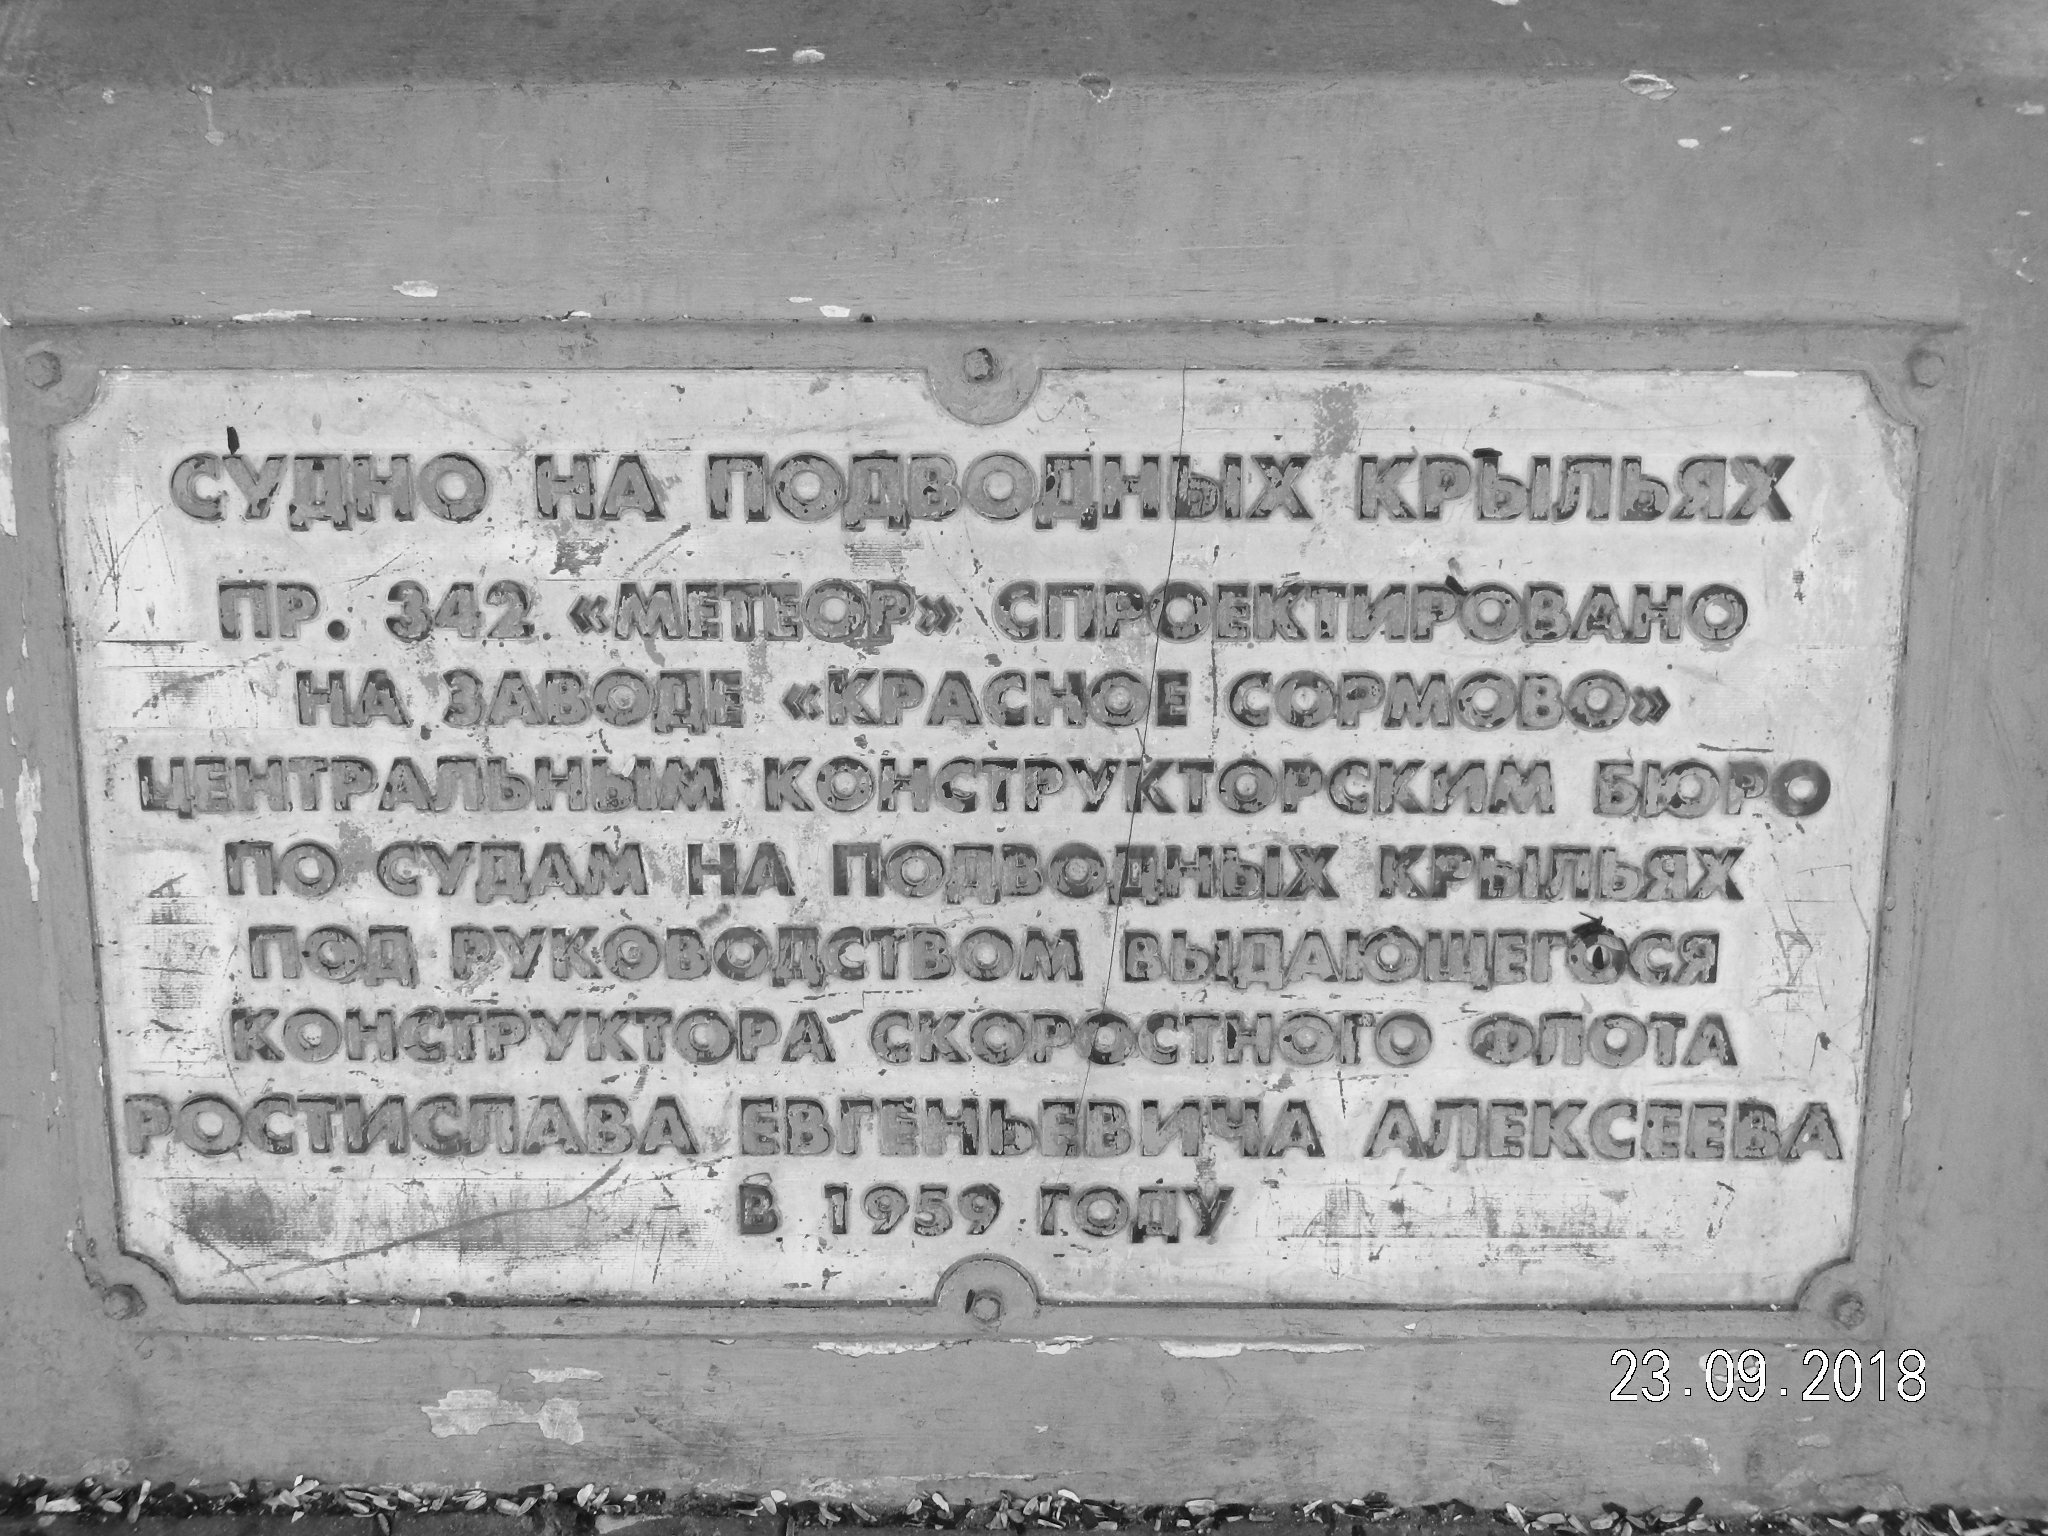 СУДНО НА ПОДВОДНЫХ КРЫЛЬЯХ
ПР. 342 «МЕТЕОР» СПРОЕКТИРОВАНО
НА ЗАВОДЕ «КРАСНОЕ СОРМОВО»
ЦЕНТРАЛЬНЫМ КОНСТРУКТОРСКИМ БЮРО
ПО СУДАМ НА ПОДВОДНЫХ КРЫЛЬЯХ
ПОД РУКОВОДСТВОМ ВЫДАЮЩЕГОСЯ
КОНСТРУКТОРА СКОРОСТНОГО ФЛОТА
РОСТИСЛАВА ЕВГЕНЬЕВИЧА АЛЕКСЕЕВА
В 1959 ГОДУ
23.09.2018